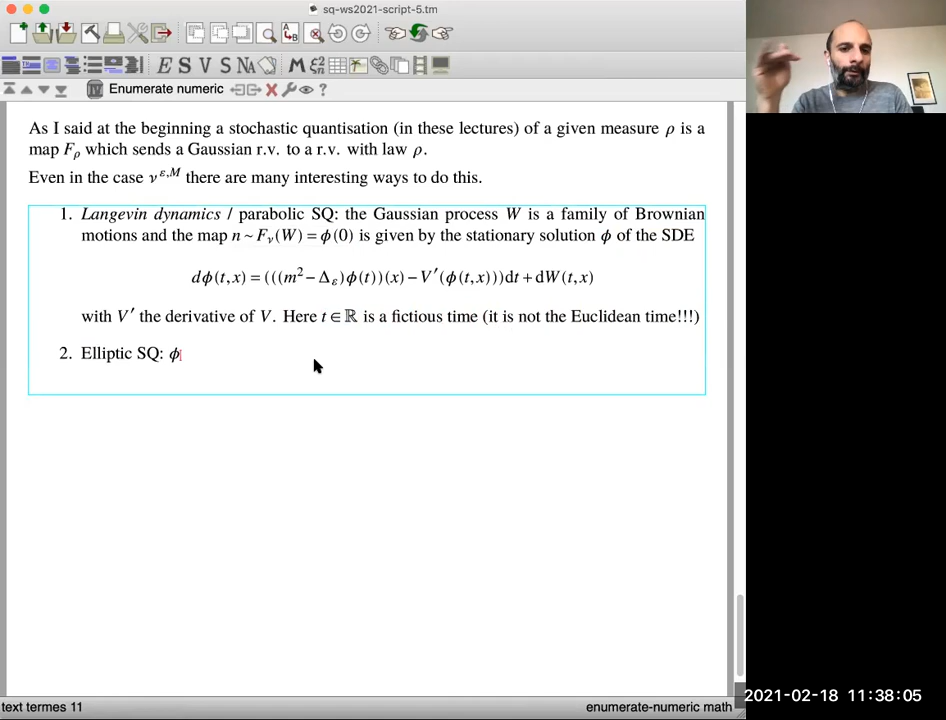 sq-ws2021-script-5.tm
E S V S NA
Enumerate numeric
As I said at the beginning a stochastic quantisation (in these lectures) of a given measure ρ is a
map F_ρ which sends a Gaussian r.v. to a r.v. with law ρ.
Even in the case ν^{ε,M} there are many interesting ways to do this.
1. Langevin dynamics / parabolic SQ: the Gaussian process W is a family of Brownian
motions and the map n ~ F_ν(W) = ϕ(0) is given by the stationary solution ϕ of the SDE
dϕ(t,x) = (((m² − Δ_ε)ϕ(t))(x) − V′(ϕ(t,x)))dt + dW(t,x)
with V′ the derivative of V. Here t ∈ ℝ is a fictious time (it is not the Euclidean time!!!)
2. Elliptic SQ: ϕ
text termes 11
enumerate-numeric math
2021-02-18 11:38:05